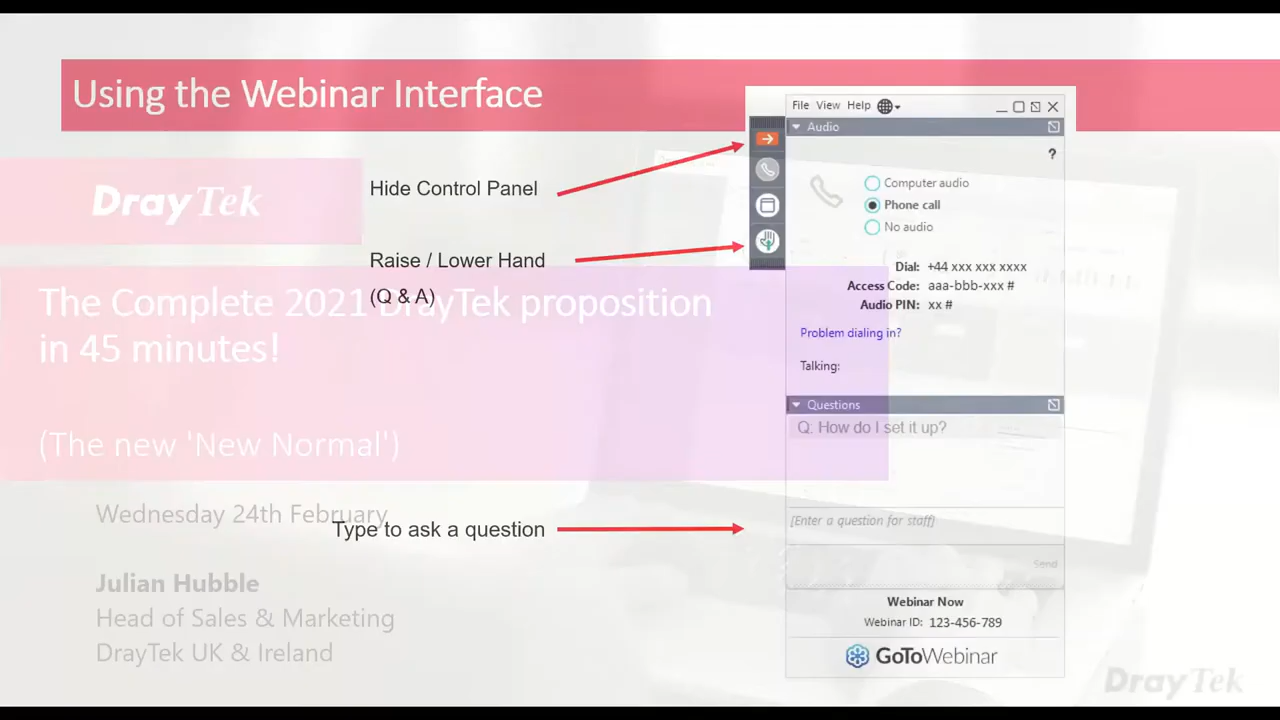 Using the Webinar Interface
DrayTek
Hide Control Panel
Raise / Lower Hand
(Q & A)
The Complete 2021 DrayTek proposition
in 45 minutes!
(The new 'New Normal')
Wednesday 24th February
Type to ask a question
Julian Hubble
Head of Sales & Marketing
DrayTek UK & Ireland
File View Help
Audio
?
Computer audio
Phone call
No audio
Dial: +44 xxx xxx xxxx
Access Code: aaa-bbb-xxx #
Audio PIN: xx #
Problem dialing in?
Talking:
Questions
Q: How do I set it up?
[Enter a question for staff]
Send
Webinar Now
Webinar ID: 123-456-789
GoToWebinar
DrayTek